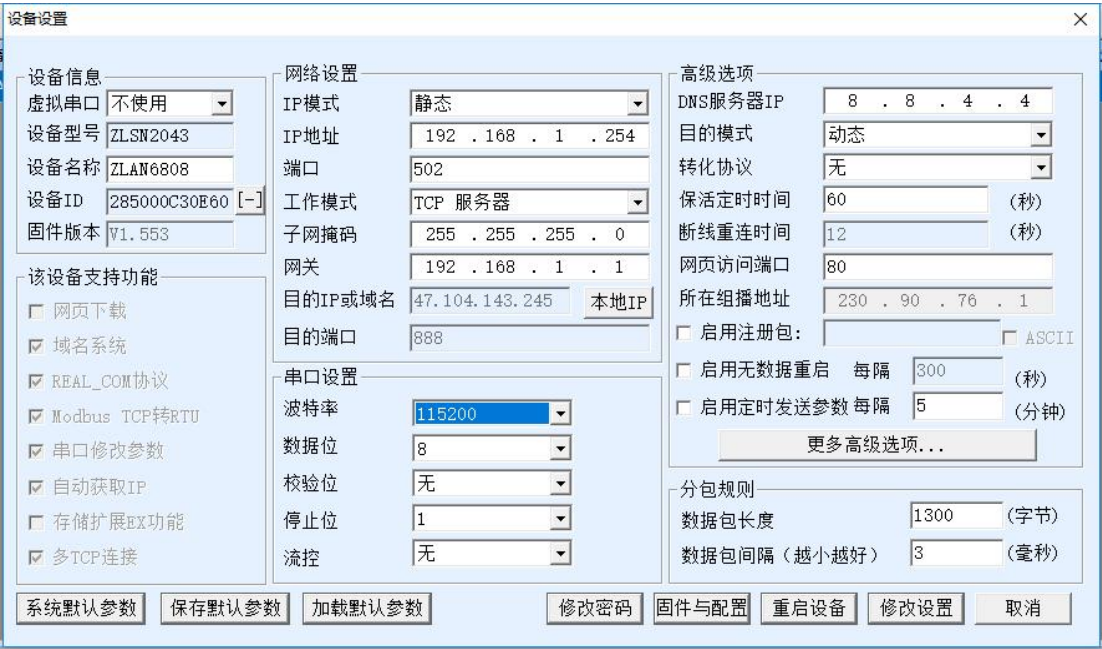 设备设置
设备信息
虚拟串口 不使用
设备型号 ZLSN2043
设备名称 ZLAN6808
设备ID 285000C30E60 [-]
固件版本 V1.553
该设备支持功能
网页下载
域名系统
REAL_COM协议
Modbus TCP转RTU
串口修改参数
自动获取IP
存储扩展EX功能
多TCP连接
网络设置
IP模式 静态
IP地址 192 . 168 . 1 . 254
端口 502
工作模式 TCP 服务器
子网掩码 255 . 255 . 255 . 0
网关 192 . 168 . 1 . 1
目的IP或域名 47.104.143.245 本地IP
目的端口 888
串口设置
波特率 115200
数据位 8
校验位 无
停止位 1
流控 无
高级选项
DNS服务器IP 8 . 8 . 4 . 4
目的模式 动态
转化协议 无
保活定时时间 60 (秒)
断线重连时间 12 (秒)
网页访问端口 80
所在组播地址 230 . 90 . 76 . 1
启用注册包: ASCII
启用无数据重启 每隔 300 (秒)
启用定时发送参数 每隔 5 (分钟)
更多高级选项...
分包规则
数据包长度 1300 (字节)
数据包间隔(越小越好) 3 (毫秒)
系统默认参数 保存默认参数 加载默认参数 修改密码 固件与配置 重启设备 修改设置 取消